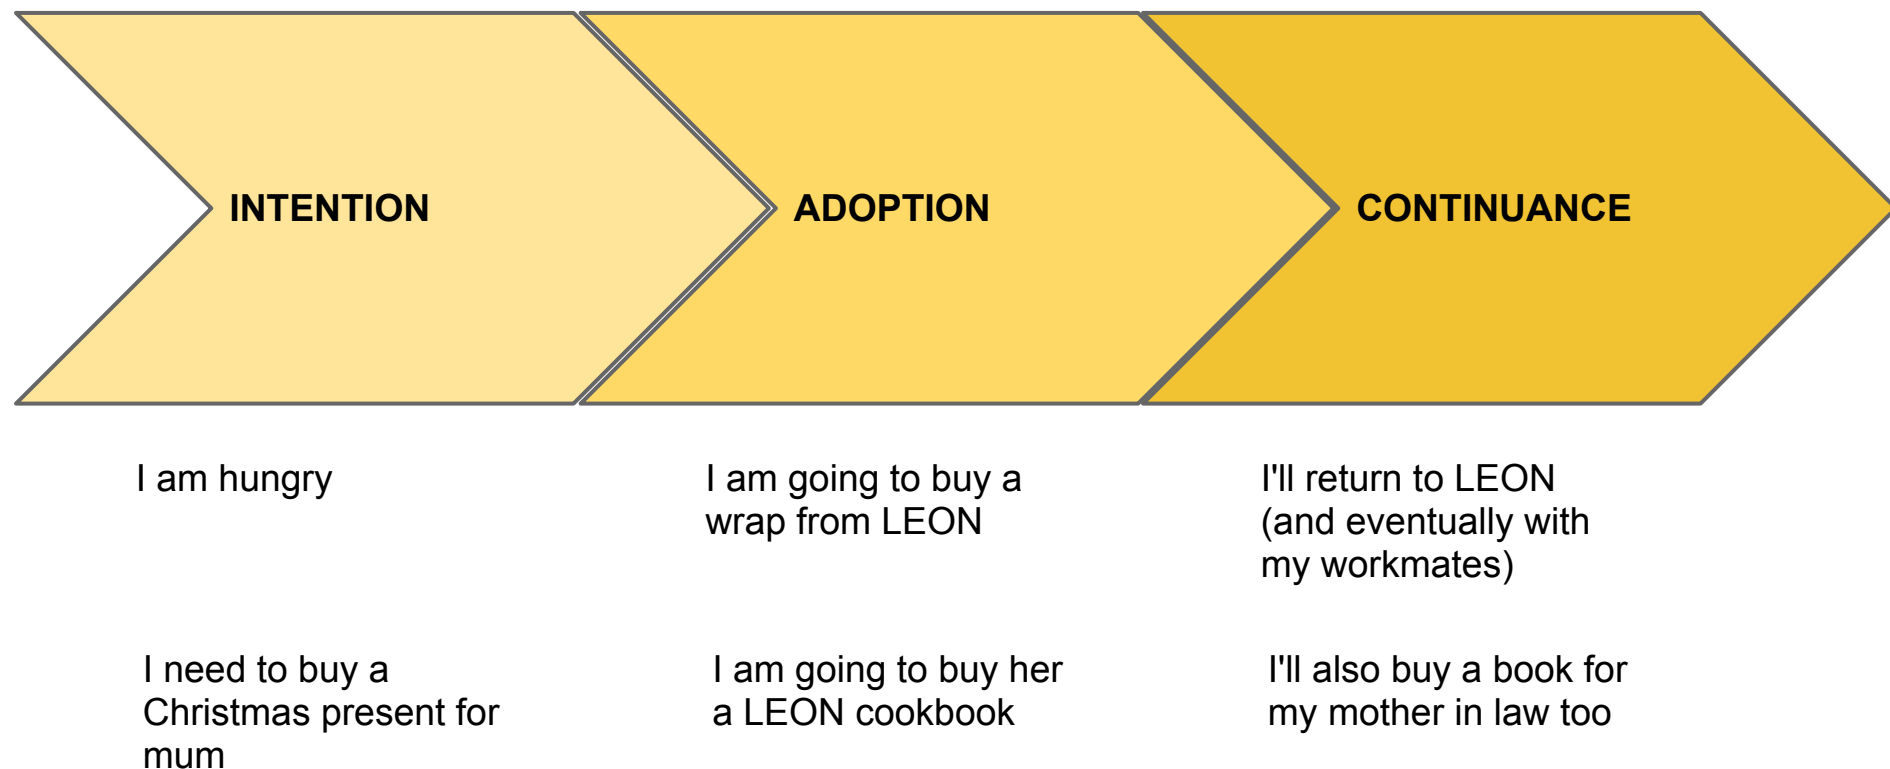 INTENTION
ADOPTION
CONTINUANCE
I am hungry
I am going to buy a
wrap from LEON
I'll return to LEON
(and eventually with
my workmates)
I need to buy a
Christmas present for
mum
I am going to buy her
a LEON cookbook
I'll also buy a book for
my mother in law too